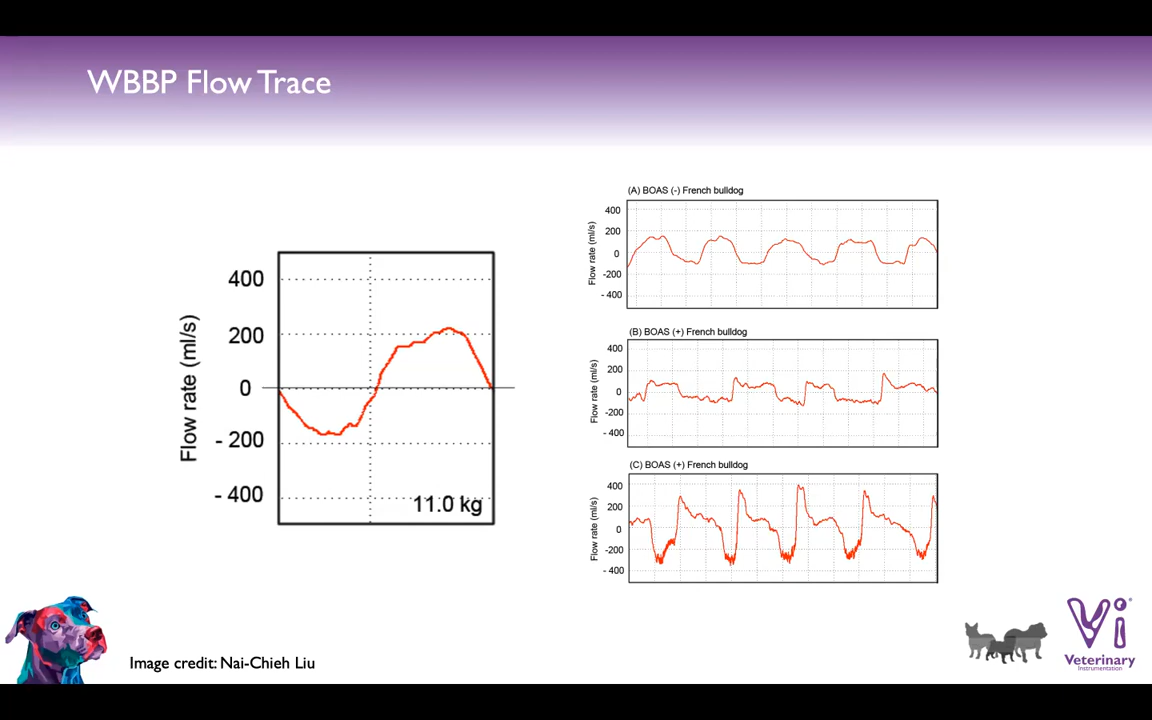 WBBP Flow Trace
Flow rate (ml/s)
400
200
0
- 200
- 400
11.0 kg
(A) BOAS (-) French bulldog
Flow rate (ml/s)
400
200
0
-200
- 400
(B) BOAS (+) French bulldog
Flow rate (ml/s)
400
200
0
-200
- 400
(C) BOAS (+) French bulldog
Flow rate (ml/s)
400
200
0
-200
- 400
Image credit: Nai-Chieh Liu
Vi®
Veterinary
Instrumentation